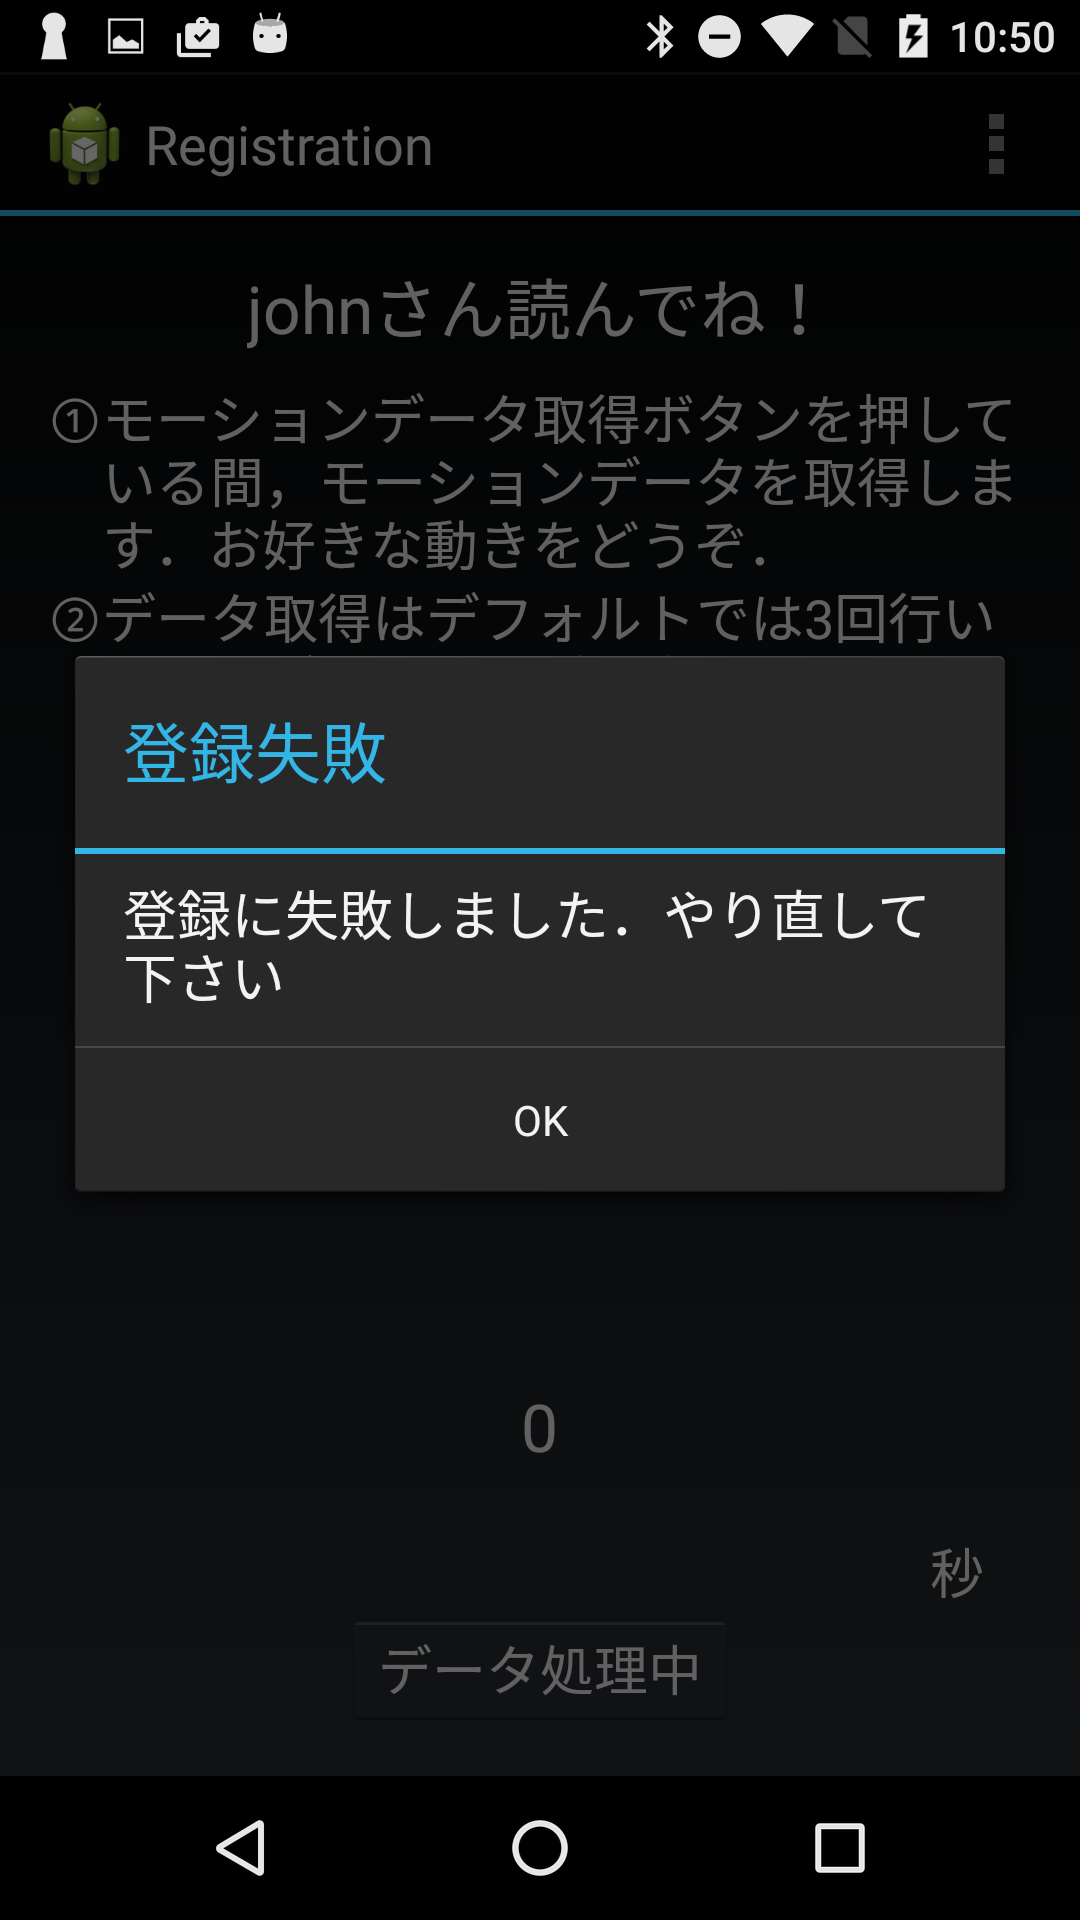 10:50
Registration
johnさん読んでね！
①モーションデータ取得ボタンを押して
いる間，モーションデータを取得しま
す．お好きな動きをどうぞ．
②データ取得はデフォルトでは3回行い
登録失敗
登録に失敗しました．やり直して
下さい
OK
0
秒
データ処理中